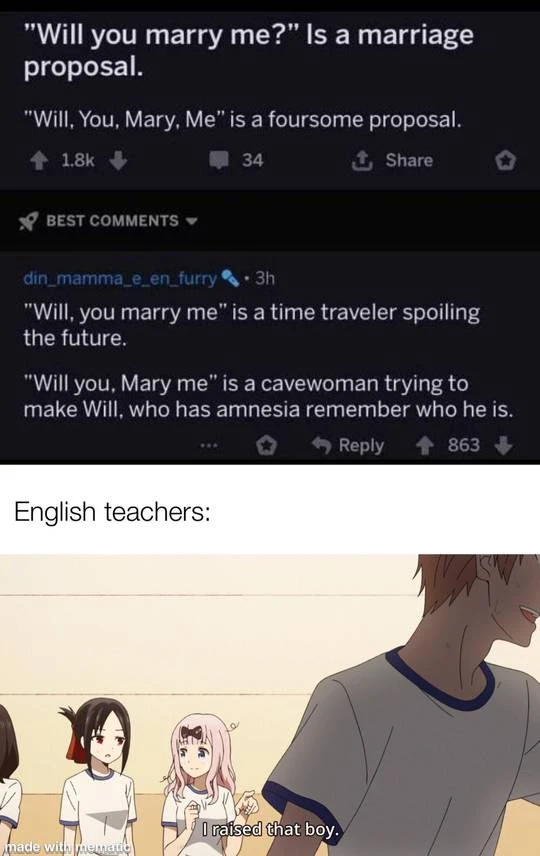 "Will you marry me?" Is a marriage
proposal.
"Will, You, Mary, Me" is a foursome proposal.
1.8k
34
Share
BEST COMMENTS
din_mamma_e_en_furry • 3h
"Will, you marry me" is a time traveler spoiling
the future.
"Will you, Mary me" is a cavewoman trying to
make Will, who has amnesia remember who he is.
... Reply 863
English teachers:
I raised that boy.
made with mematic